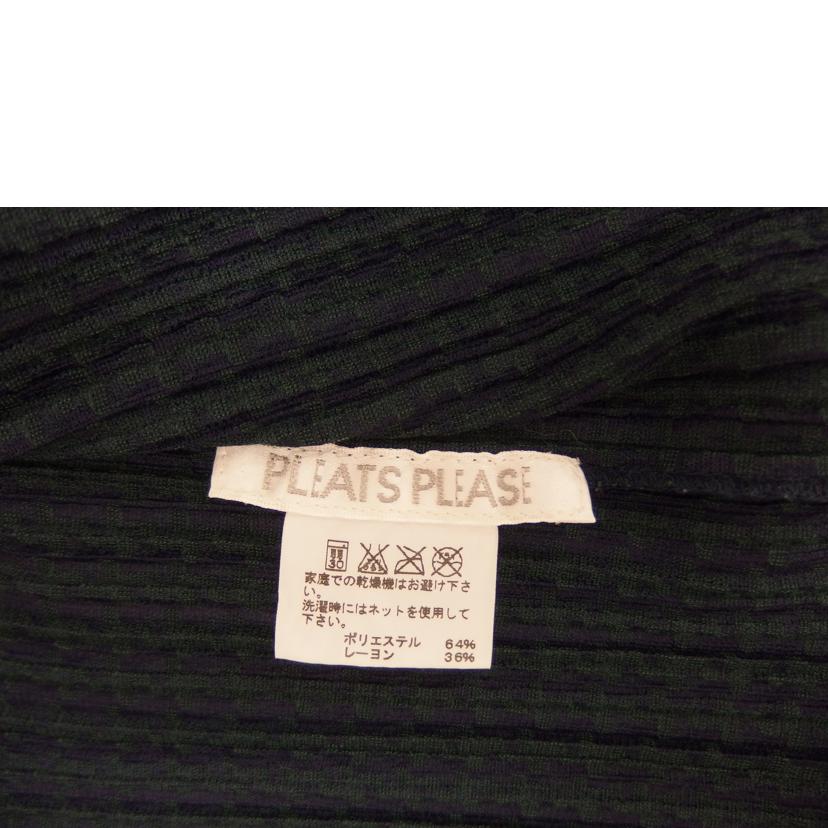 PLEATS PLEASE
30
家庭での乾燥機はお避け下さ
い。
洗濯時にはネットを使用して
下さい。
ポリエステル 64%
レーヨン 36%